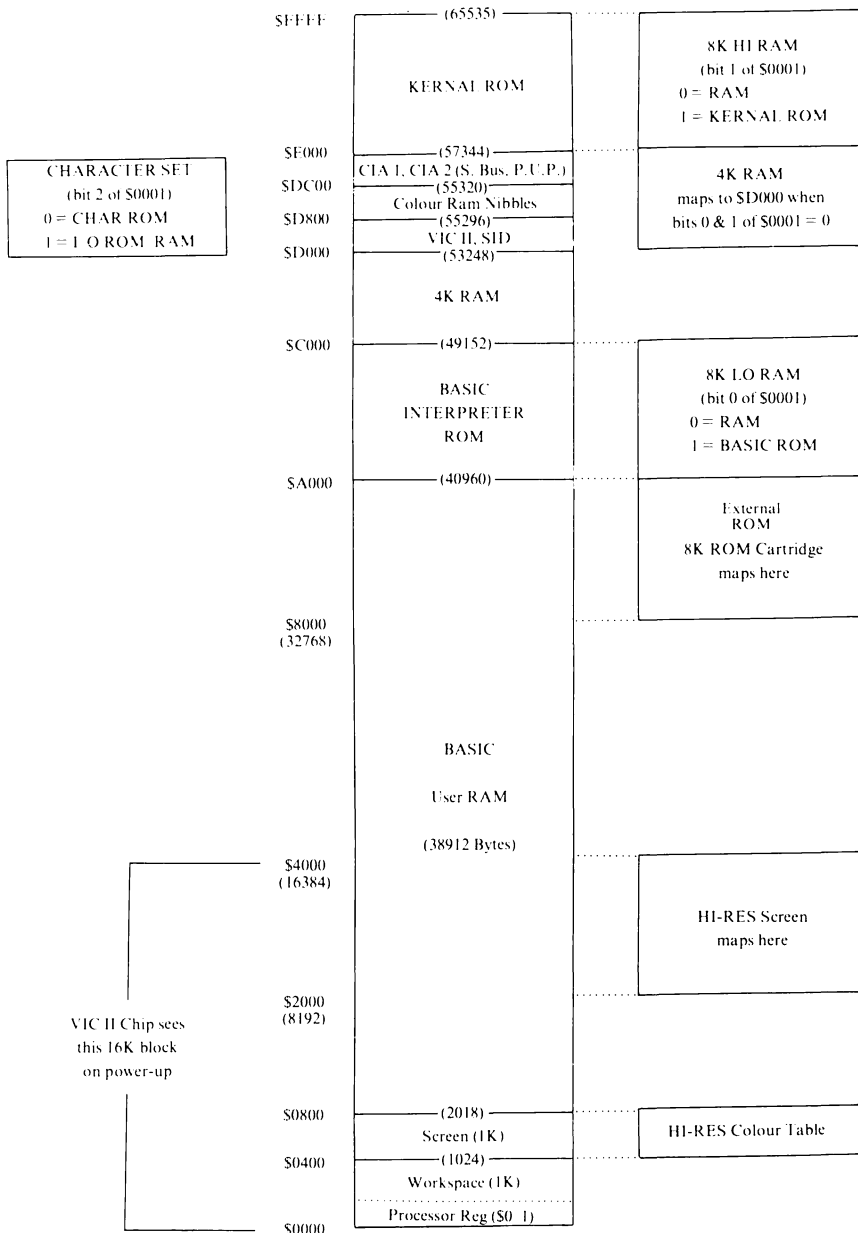 $FFFF
(65535)
KERNAL ROM
8K HI RAM
(bit 1 of $0001)
0 = RAM
1 = KERNAL ROM
$E000
(57344)
CHARACTER SET
(bit 2 of $0001)
0 = CHAR ROM
1 = I O ROM RAM
CIA 1, CIA 2 (S. Bus, P.U.P.)
$DC00
(55320)
Colour Ram Nibbles
$D800
(55296)
VIC II, SID
$D000
(53248)
4K RAM
maps to $D000 when
bits 0 & 1 of $0001 = 0
4K RAM
$C000
(49152)
BASIC
INTERPRETER
ROM
8K LO RAM
(bit 0 of $0001)
0 = RAM
1 = BASIC ROM
$A000
(40960)
External
ROM
8K ROM Cartridge
maps here
$8000
(32768)
BASIC
User RAM
(38912 Bytes)
$4000
(16384)
HI-RES Screen
maps here
$2000
(8192)
VIC II Chip sees
this 16K block
on power-up
$0800
(2018)
Screen (1K)
HI-RES Colour Table
$0400
(1024)
Workspace (1K)
Processor Reg ($0 1)
$0000